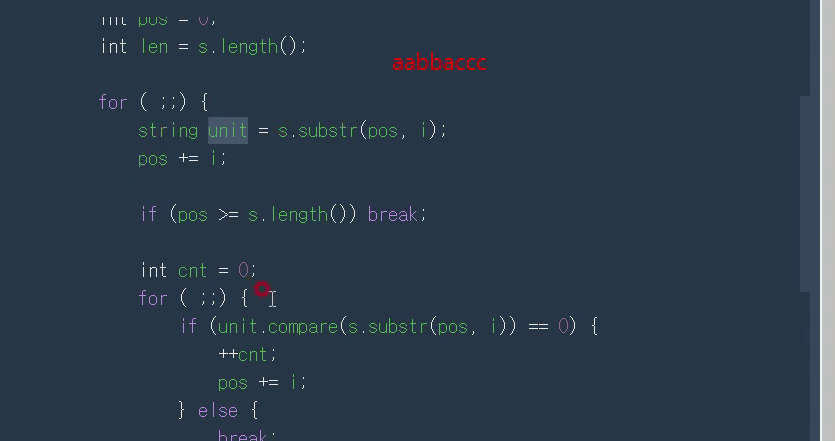 int pos = 0;
int len = s.length();
aabbaccc
for ( ;;) {
string unit = s.substr(pos, i);
pos += i;
if (pos >= s.length()) break;
int cnt = 0;
for ( ;;) {
if (unit.compare(s.substr(pos, i)) == 0) {
++cnt;
pos += i;
} else {
break;